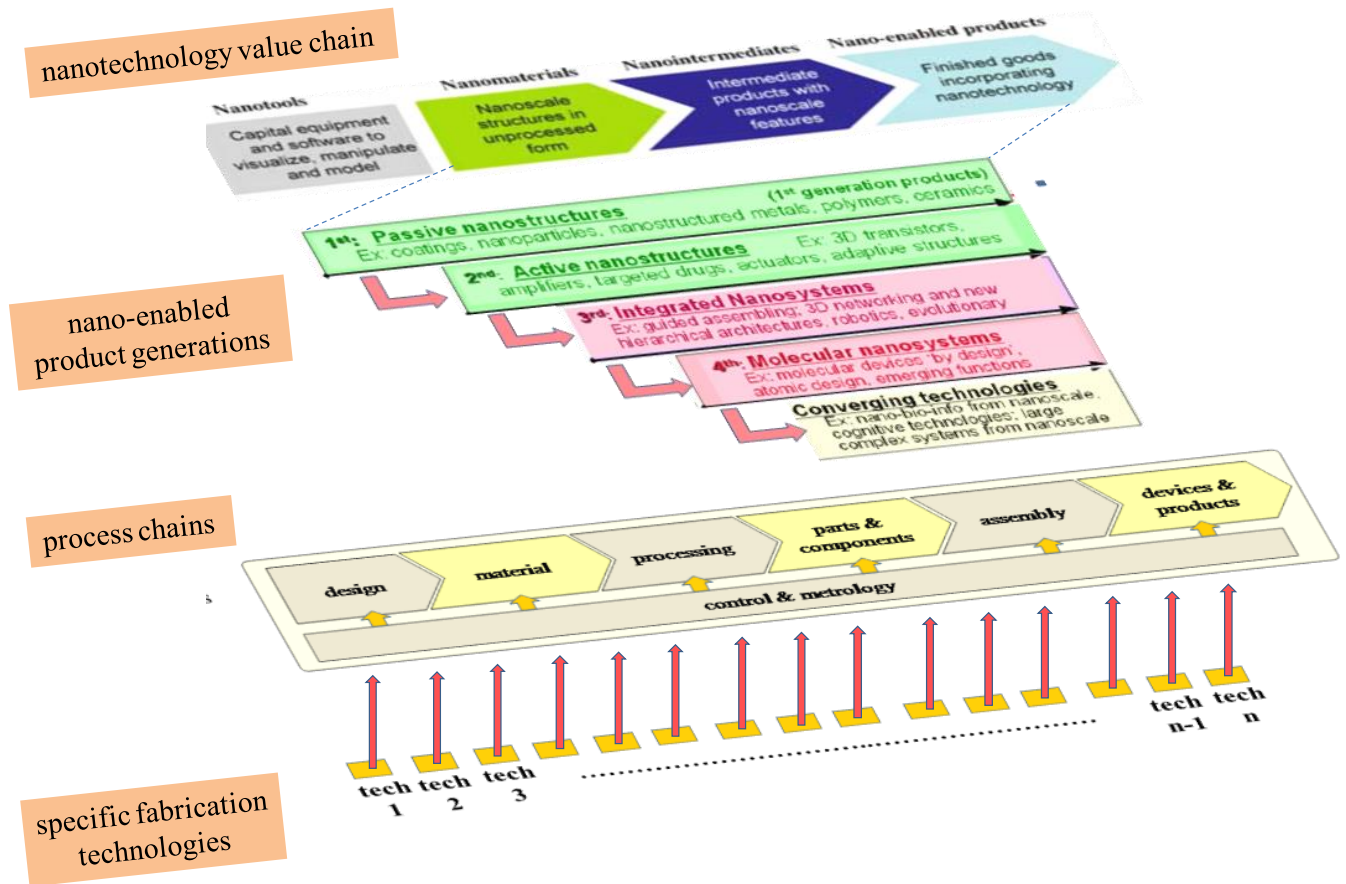 nanotechnology value chain
Nanotools
Nanomaterials
Nanointermediates
Nano-enabled products
Capital equipment
and software to
visualize, manipulate
and model
Nanoscale
structures in
unprocessed
form
Intermediate
products with
nanoscale
features
Finished goods
incorporating
nanotechnology
nano-enabled
product generations
1st: Passive nanostructures (1st generation products)
Ex: coatings, nanoparticles, nanostructured metals, polymers, ceramics
2nd: Active nanostructures Ex: 3D transistors,
amplifiers, targeted drugs, actuators, adaptive structures
3rd: Integrated Nanosystems
Ex: guided assembling; 3D networking and new
hierarchical architectures, robotics, evolutionary
4th: Molecular nanosystems
Ex: molecular devices 'by design',
atomic design, emerging functions
Converging technologies
Ex: nano-bio-info from nanoscale,
cognitive technologies; large
complex systems from nanoscale
process chains
design
material
processing
parts &
components
assembly
devices &
products
control & metrology
s
specific fabrication
technologies
tech
1
tech
2
tech
3
tech
n-1
tech
n